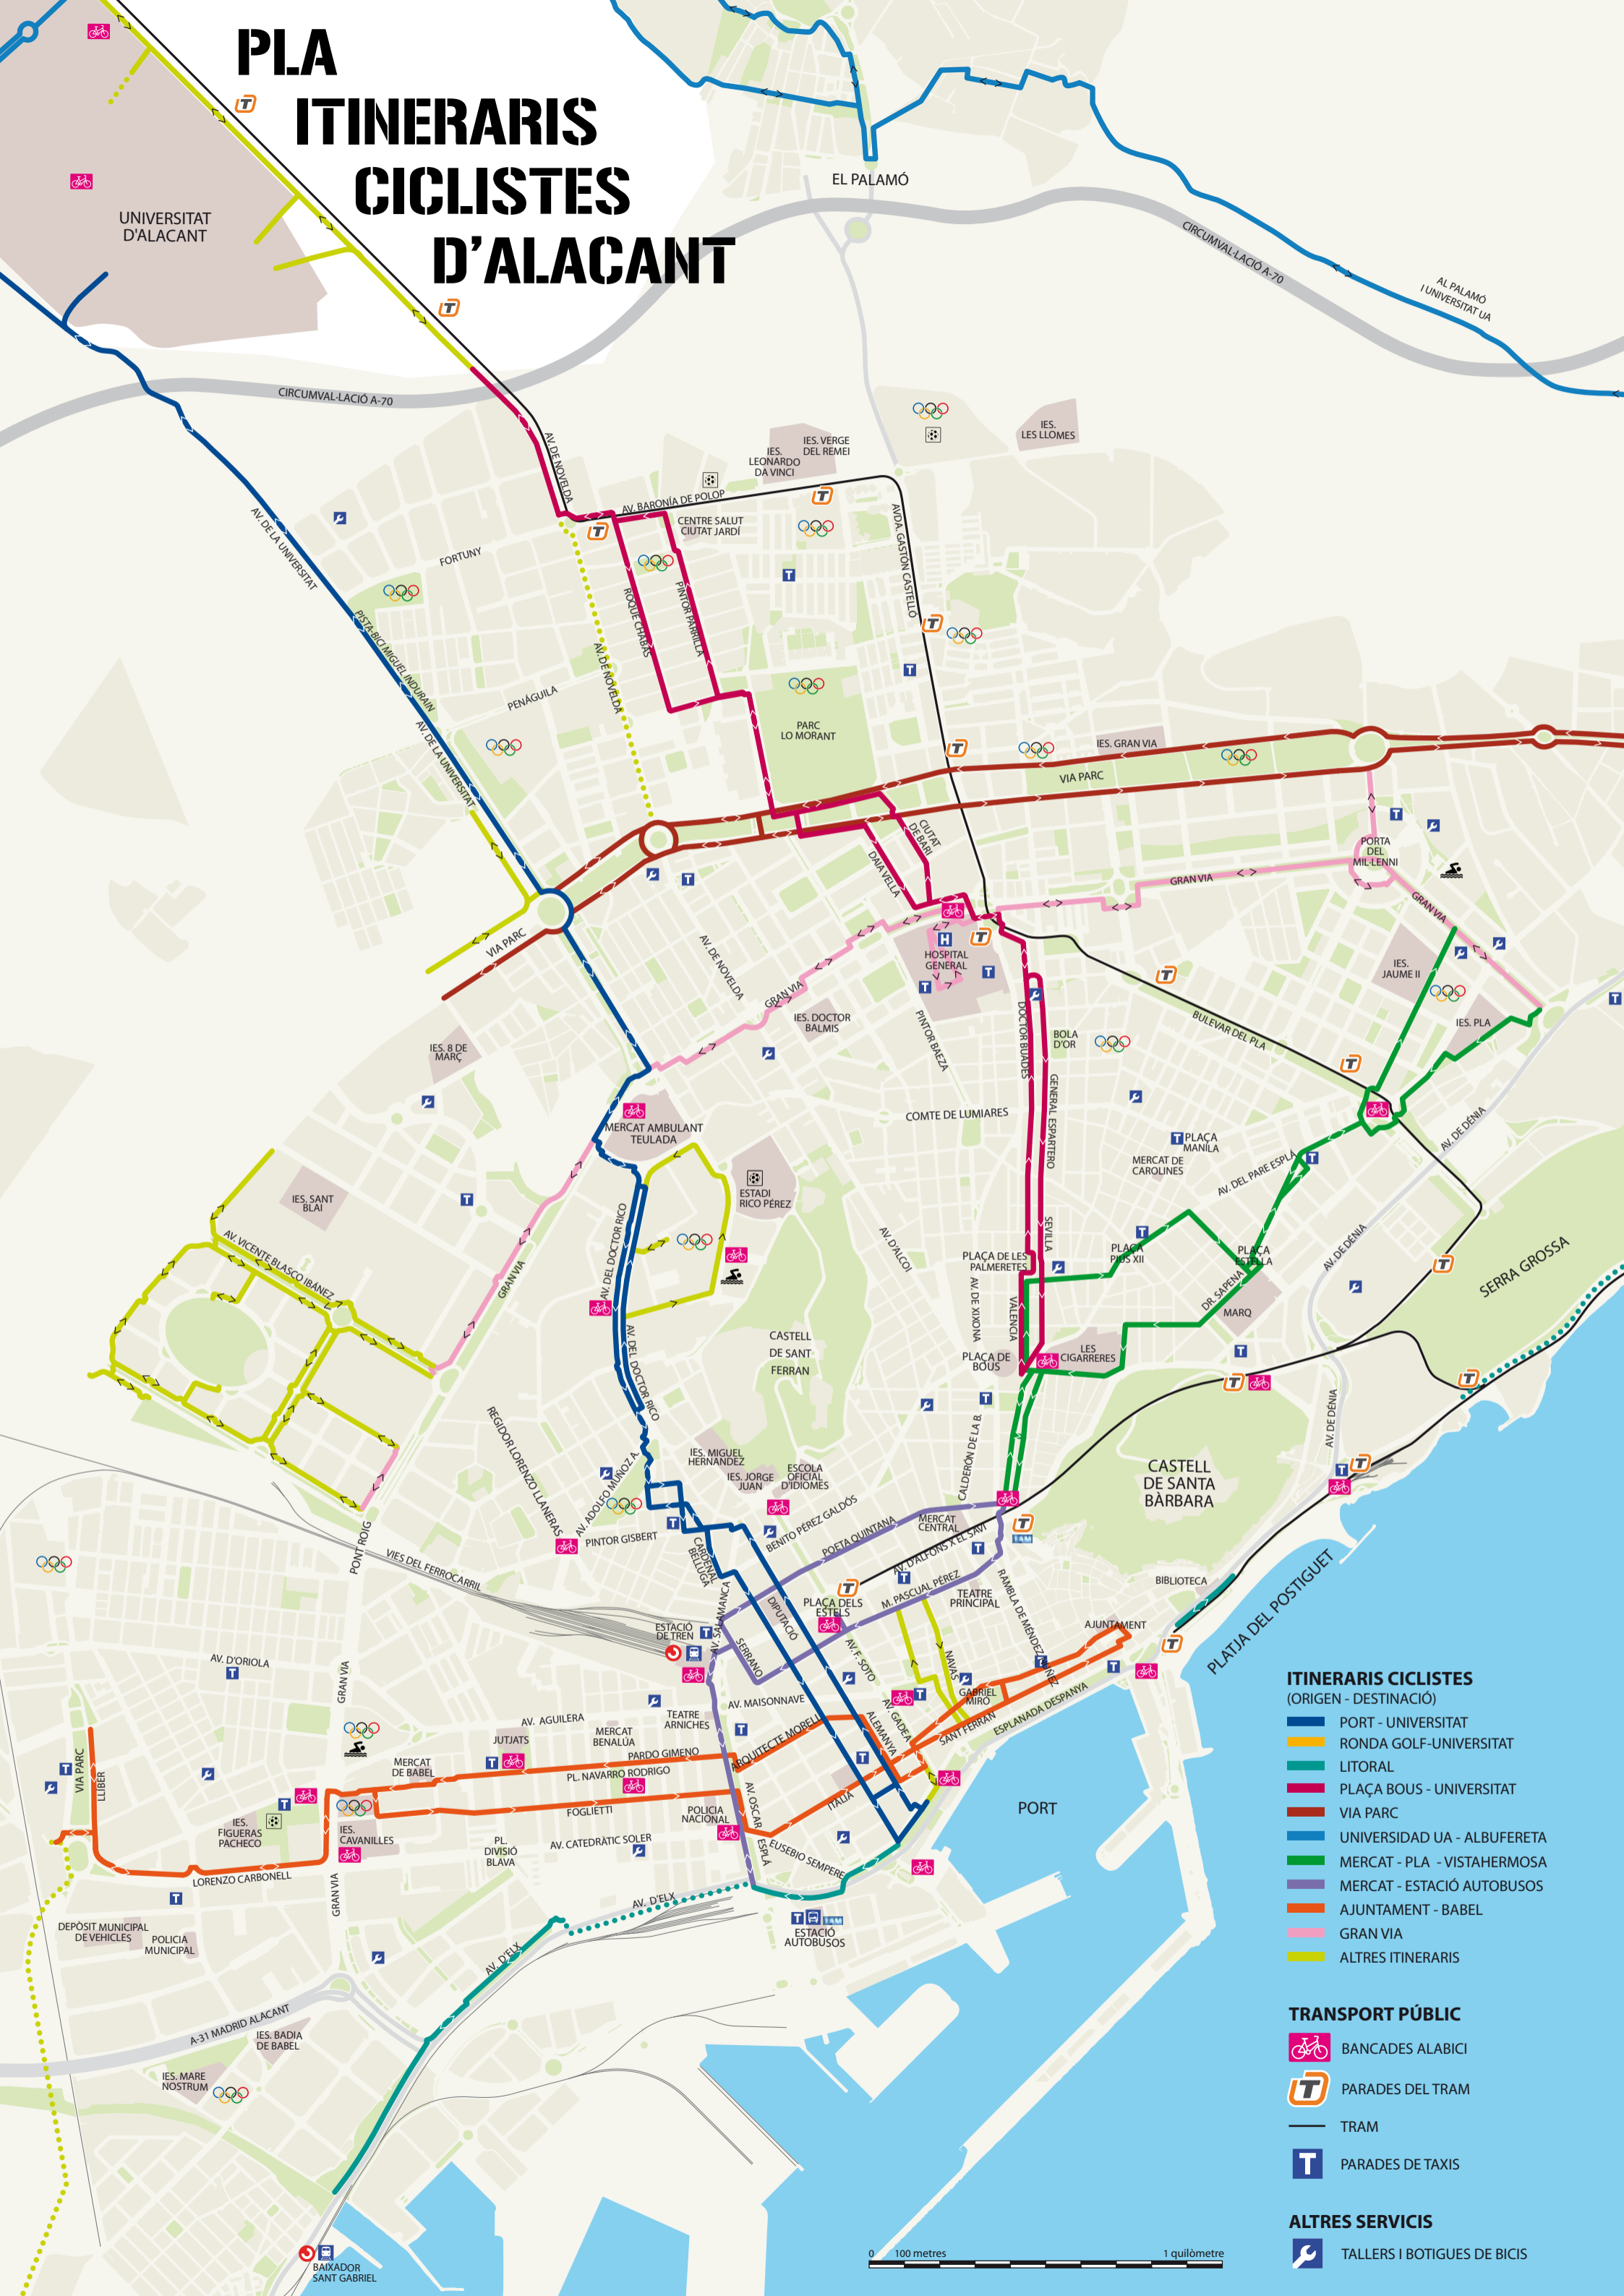 PLA
ITINERARIS
CICLISTES
D'ALACANT
UNIVERSITAT
D'ALACANT
EL PALAMÓ
CIRCUMVAL·LACIÓ A-70
AL PALAMÓ
I UNIVERSITAT UA
CIRCUMVAL·LACIÓ A-70
IES.
LES LLOMES
IES. VERGE
DEL REMEI
IES.
LEONARDO
DA VINCI
AV. DE NOVELDA
AV. BARONÍA DE POLOP
CENTRE SALUT
CIUTAT JARDÍ
AVDA. GASTÓN CASTELLÓ
AV. DE LA UNIVERSITAT
FORTUNY
PISTA-BICI MIGUEL INDURAIN
ROQUE CHABAS
PINTOR PARRILLA
AV. DE NOVELDA
PENÁGUILA
PARC
LO MORANT
AV. DE LA UNIVERSITAT
IES. GRAN VIA
VIA PARC
CIUTAT
DE BARI
DAIA VELLA
PORTA
DEL
MIL·LENNI
GRAN VIA
GRAN VIA
VIA PARC
AV. DE NOVELDA
HOSPITAL
GENERAL
IES.
JAUME II
GRAN VIA
IES. DOCTOR
BALMIS
PINTOR BAEZA
DOCTOR BUADES
BOLA
D'OR
BULEVAR DEL PLA
IES. PLA
IES. 8 DE
MARÇ
GENERAL ESPARTERO
COMTE DE LUMIARES
MERCAT AMBULANT
TEULADA
PLAÇA
MANILA
MERCAT DE
CAROLINES
AV. DE DÉNIA
AV. DEL PARE ESPLÀ
IES. SANT
BLAI
ESTADI
RICO PÉREZ
AV. VICENTE BLASCO IBÁÑEZ
AV. DEL DOCTOR RICO
AV. D'ALCOI
SEVILLA
PLAÇA DE LES
PALMERETES
PLAÇA
PIUS XII
PLAÇA
ESTELLA
AV. DE DÉNIA
SERRA GROSSA
GRAN VIA
DR. SAPENA
MARQ
AV. DE XIXONA
VALENCIA
AV. DEL DOCTOR RICO
CASTELL
DE SANT
FERRAN
PLAÇA DE
BOUS
LES
CIGARRERES
REGIDOR LORENZO LLANERAS
AV. DE DÉNIA
CALDERÓN DE LA B.
IES. MIGUEL
HERNANDEZ
IES. JORGE
JUAN
ESCOLA
OFICIAL
D'IDIOMES
CASTELL
DE SANTA
BÀRBARA
AV. ADOLFO MUÑOZ A.
PINTOR GISBERT
BENITO PÉREZ GALDÓS
POETA QUINTANA
MERCAT
CENTRAL
AV. D'ALFONS X EL SAVI
TAM
PONT ROIG
VIES DEL FERROCARRIL
CARDENAL
BELLUGA
M. PASCUAL PÉREZ
TEATRE
PRINCIPAL
BIBLIOTECA
PLATJA DEL POSTIGUET
PLAÇA DELS
ESTELS
DIPUTACIÓ
AV. SALAMANCA
ESTACIÓ
DE TREN
SERRANO
AV. F. SOTO
NAVAS
RAMBLA DE MÉNDEZ NÚÑEZ
AJUNTAMENT
AV. D'ORIOLA
GRAN VIA
GABRIEL
MIRÓ
ESPLANADA DESPANYA
SANT FERRAN
AV. MAISONNAVE
AV. GADEA
ALEMANYA
TEATRE
ARNICHES
AV. AGUILERA
JUTJATS
MERCAT
BENALÚA
ARQUITECTE MORELL
PARDO GIMENO
PL. NAVARRO RODRIGO
MERCAT
DE BABEL
VIA PARC
LLIBER
FOGLIETTI
POLICIA
NACIONAL
AV. OSCAR ESPLÀ
ITALIA
PORT
IES.
FIGUERAS
PACHECO
IES.
CAVANILLES
PL.
DIVISIÓ
BLAVA
AV. CATEDRÀTIC SOLER
EUSEBIO SEMPERE
LORENZO CARBONELL
GRAN VIA
AV. D'ELX
TAM
ESTACIÓ
AUTOBUSOS
DEPÒSIT MUNICIPAL
DE VEHICLES
POLICIA
MUNICIPAL
AV. D'ELX
A-31 MADRID ALACANT
IES. BADIA
DE BABEL
IES. MARE
NOSTRUM
BAIXADOR
SANT GABRIEL
ITINERARIS CICLISTES
(ORIGEN - DESTINACIÓ)
PORT - UNIVERSITAT
RONDA GOLF-UNIVERSITAT
LITORAL
PLAÇA BOUS - UNIVERSITAT
VIA PARC
UNIVERSIDAD UA - ALBUFERETA
MERCAT - PLA - VISTAHERMOSA
MERCAT - ESTACIÓ AUTOBUSOS
AJUNTAMENT - BABEL
GRAN VIA
ALTRES ITINERARIS
TRANSPORT PÚBLIC
BANCADES ALABICI
PARADES DEL TRAM
TRAM
PARADES DE TAXIS
ALTRES SERVICIS
TALLERS I BOTIGUES DE BICIS
0 100 metres 1 quilòmetre